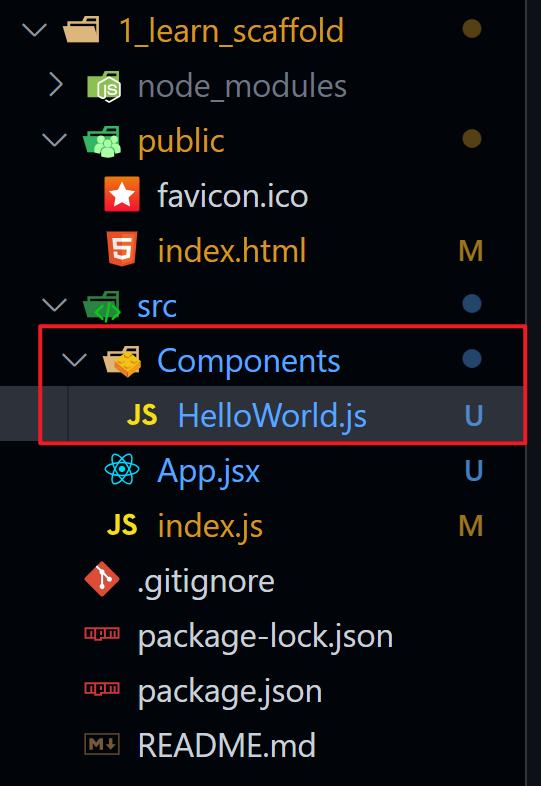 1_learn_scaffold
node_modules
public
favicon.ico
index.html M
src
Components
JS HelloWorld.js U
App.jsx U
JS index.js M
.gitignore
package-lock.json
package.json
README.md